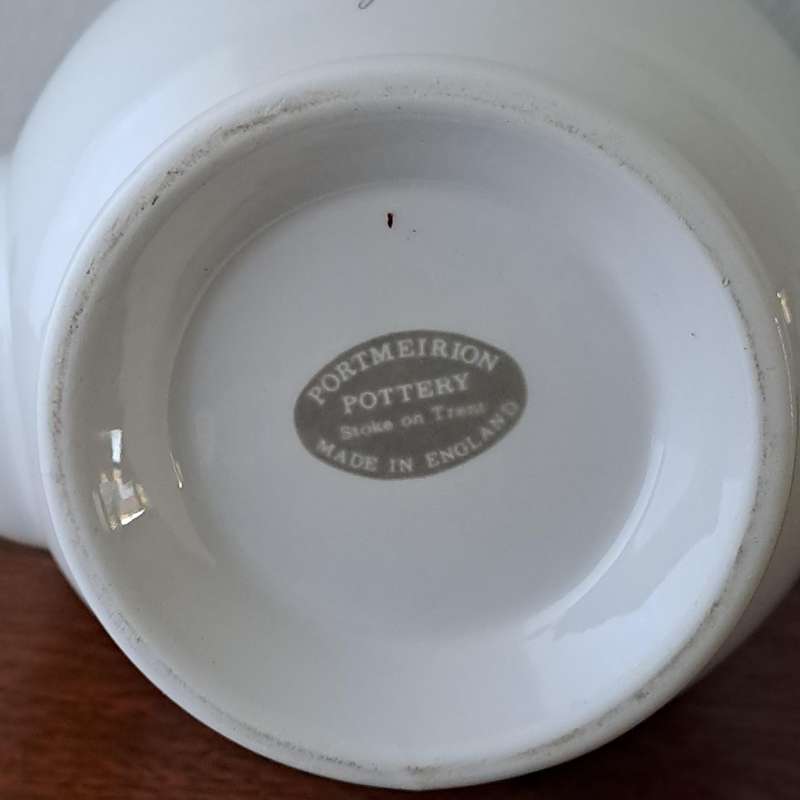 PORTMEIRION
POTTERY
Stoke on Trent
MADE IN ENGLAND